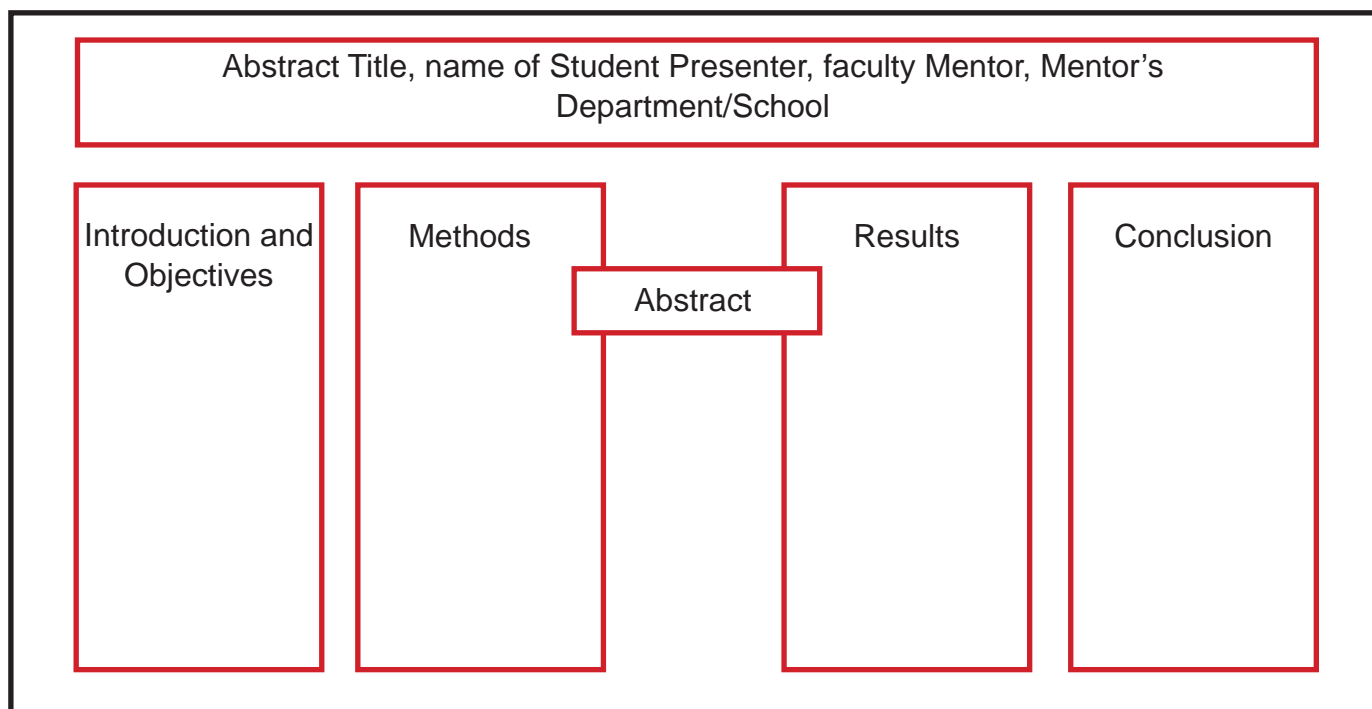 Abstract Title, name of Student Presenter, faculty Mentor, Mentor’s
Department/School
Introduction and
Objectives
Methods
Abstract
Results
Conclusion